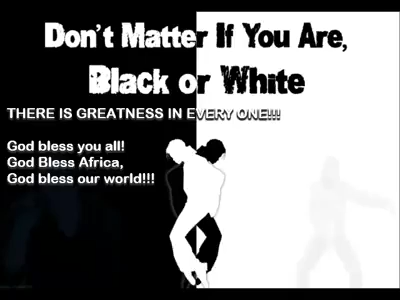 Don't Matter If You Are,
Black or White
THERE IS GREATNESS IN EVERY ONE!!!
God bless you all!
God Bless Africa,
God bless our world!!!